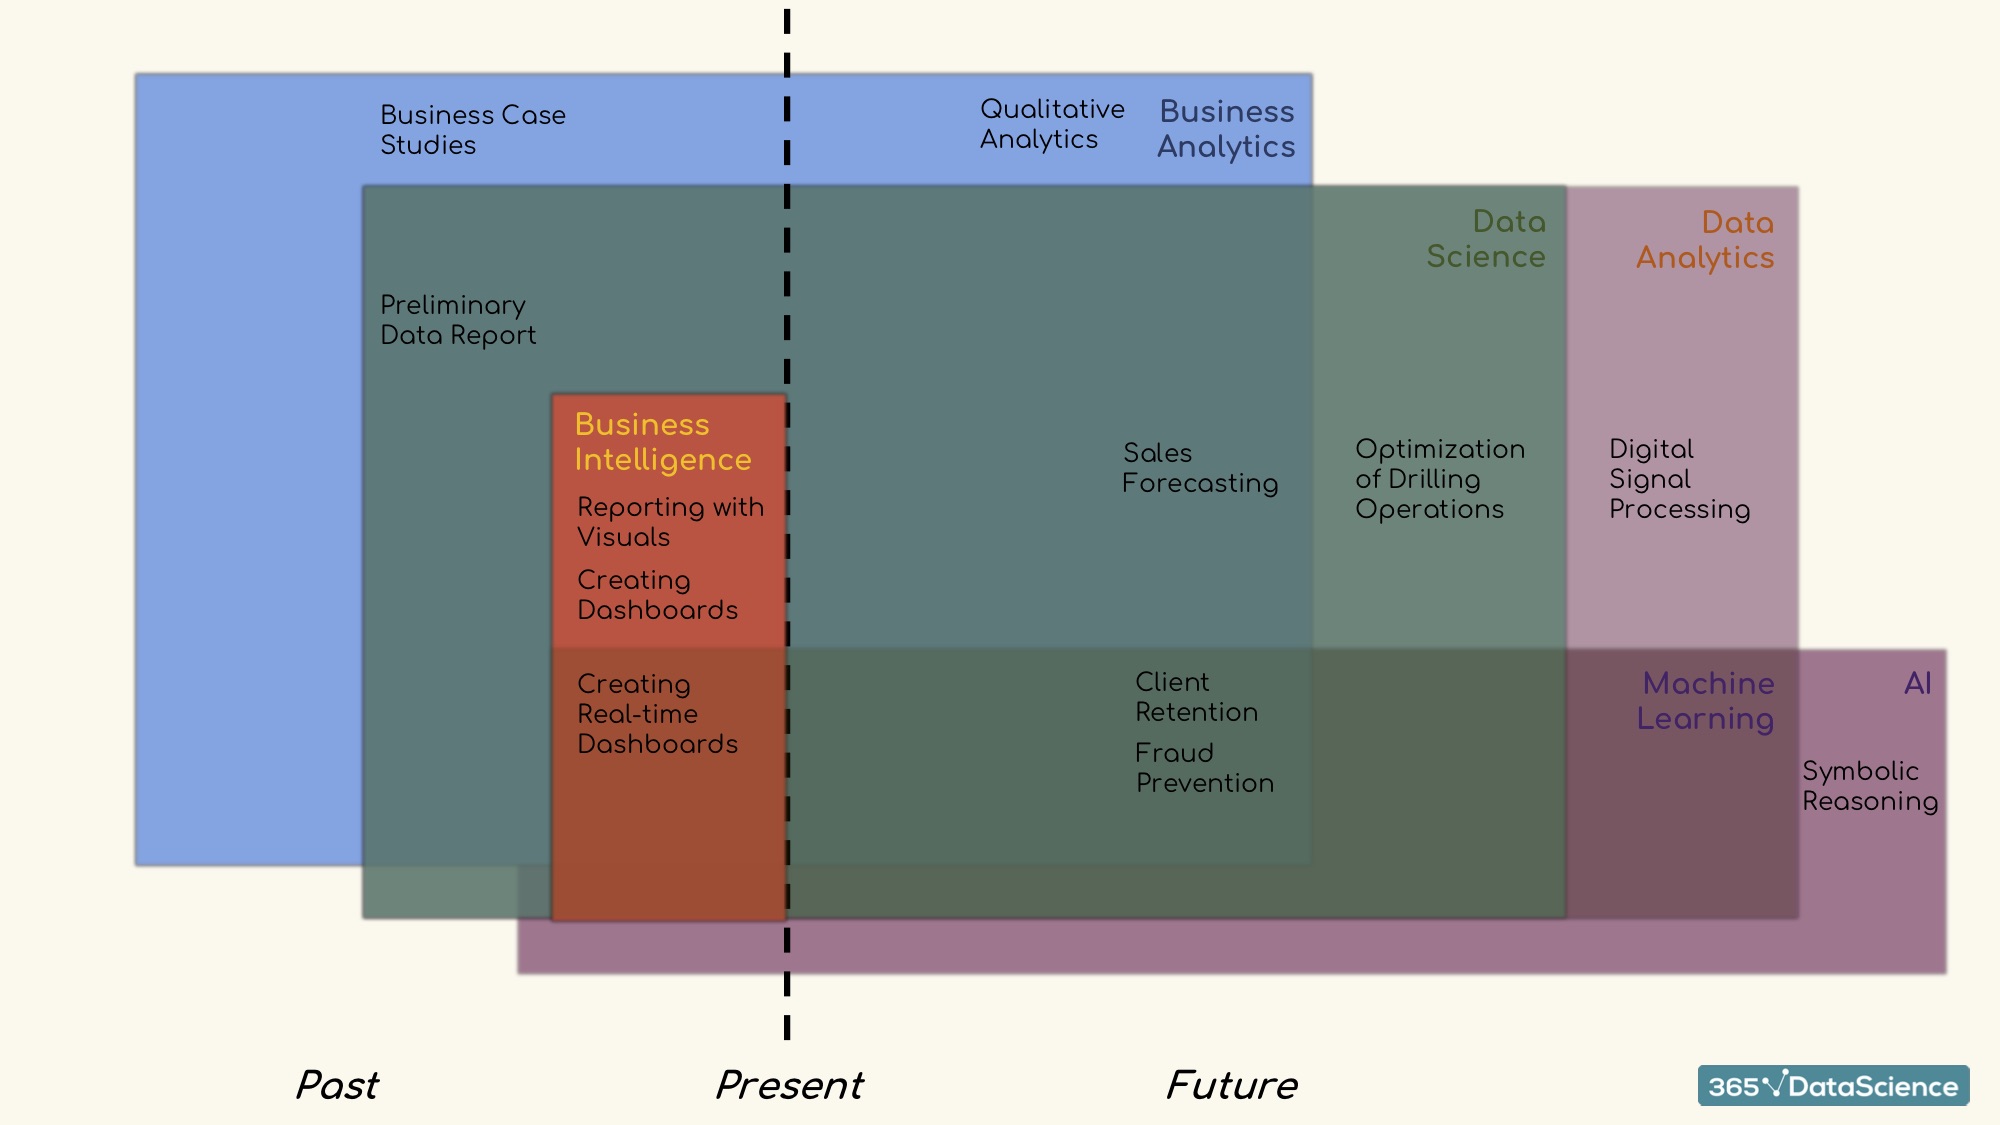 Business Case
Studies
Qualitative
Analytics
Business
Analytics
Data
Science
Data
Analytics
Preliminary
Data Report
Business
Intelligence
Reporting with
Visuals
Creating
Dashboards
Sales
Forecasting
Optimization
of Drilling
Operations
Digital
Signal
Processing
Creating
Real-time
Dashboards
Client
Retention
Fraud
Prevention
Machine
Learning
AI
Symbolic
Reasoning
Past
Present
Future
365 DataScience